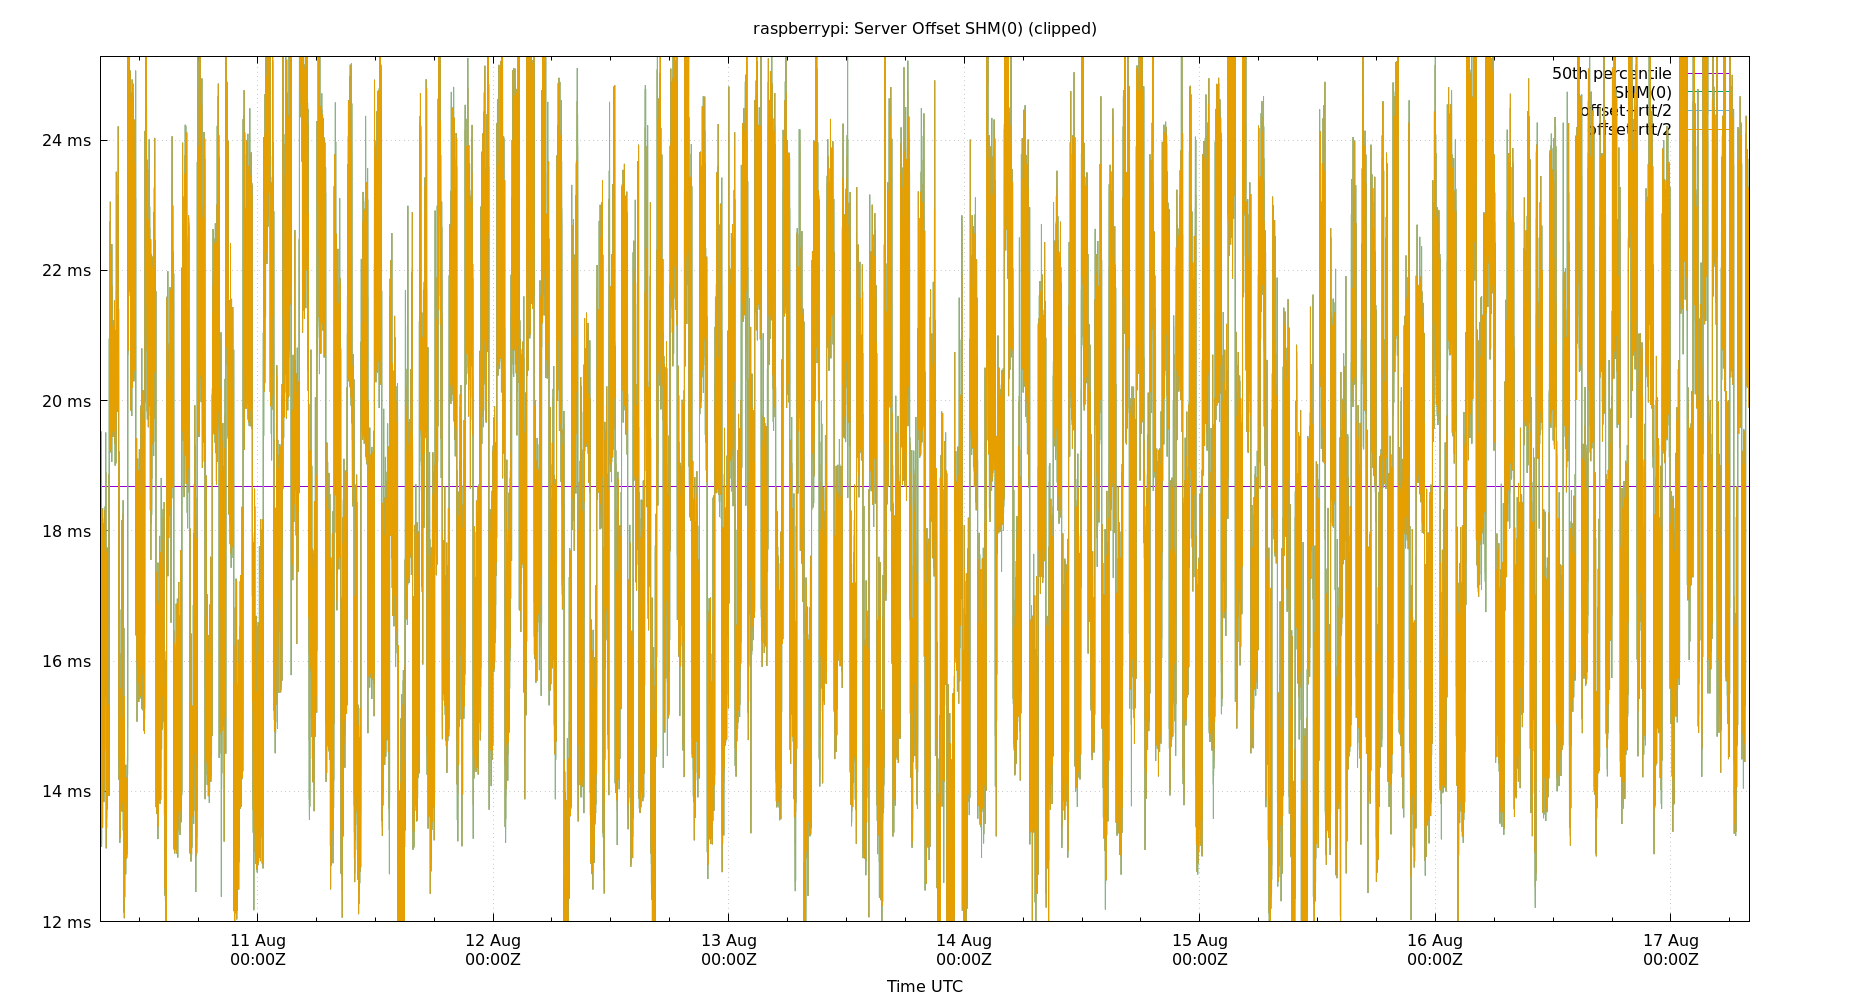 raspberrypi: Server Offset SHM(0) (clipped)
50th percentile
SHM(0)
offset-rtt/2
offset+rtt/2
24 ms
22 ms
20 ms
18 ms
16 ms
14 ms
12 ms
11 Aug 12 Aug 13 Aug 14 Aug 15 Aug 16 Aug 17 Aug
00:00Z 00:00Z 00:00Z 00:00Z 00:00Z 00:00Z 00:00Z
Time UTC